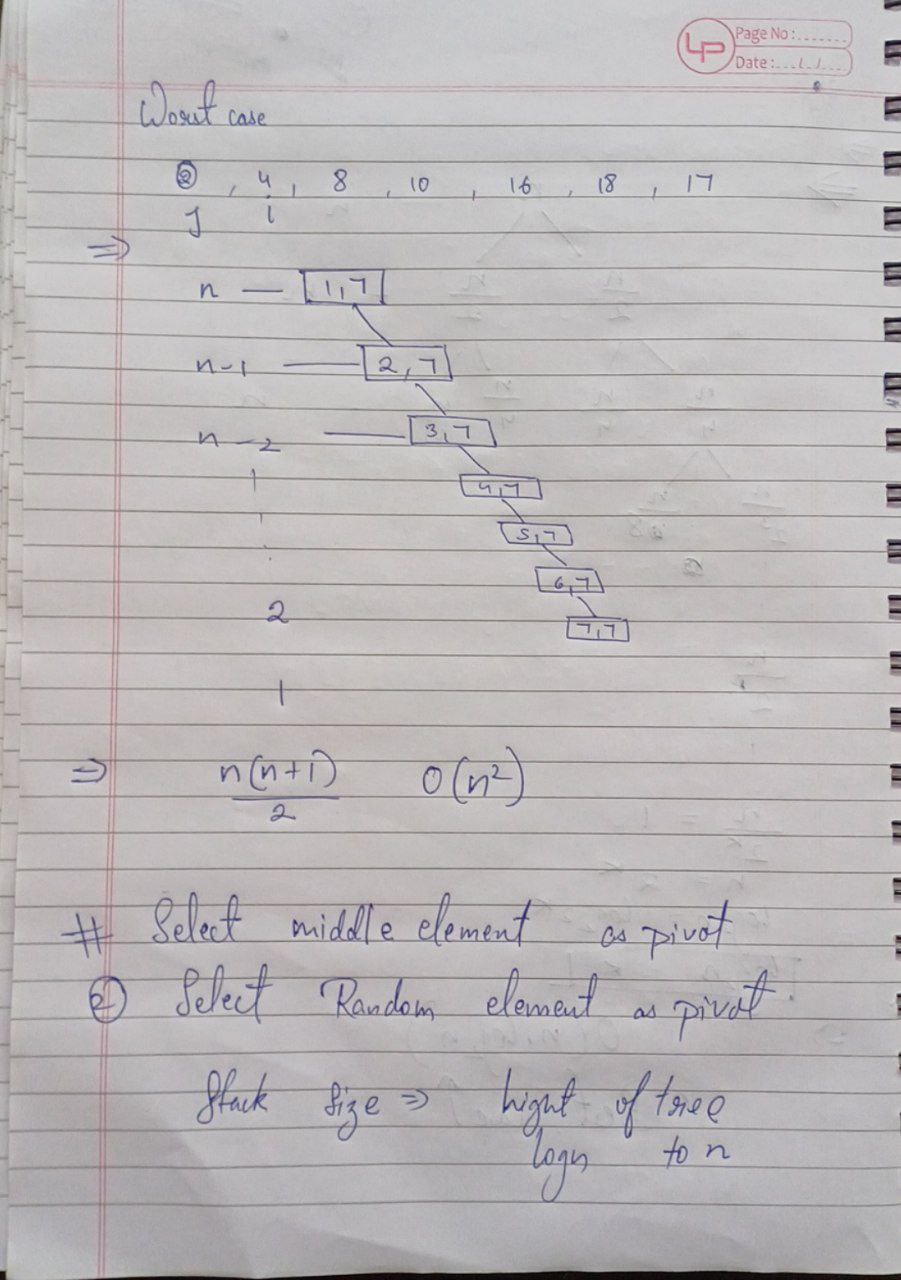 LP Page No :.......
Date :..../..../....
Worst case
2 , 4 , 8 , 10 , 16 , 18 , 17
J i
⇒
n — 1,7
n-1 — 2,7
n-2 — 3,7
4,7
5,7
6,7
2
7,7
1
⇒ n(n+1)/2 O(n²)
# Select middle element as pivot
② Select Random element as pivot
Stack Size ⇒ hight of tree
logn to n